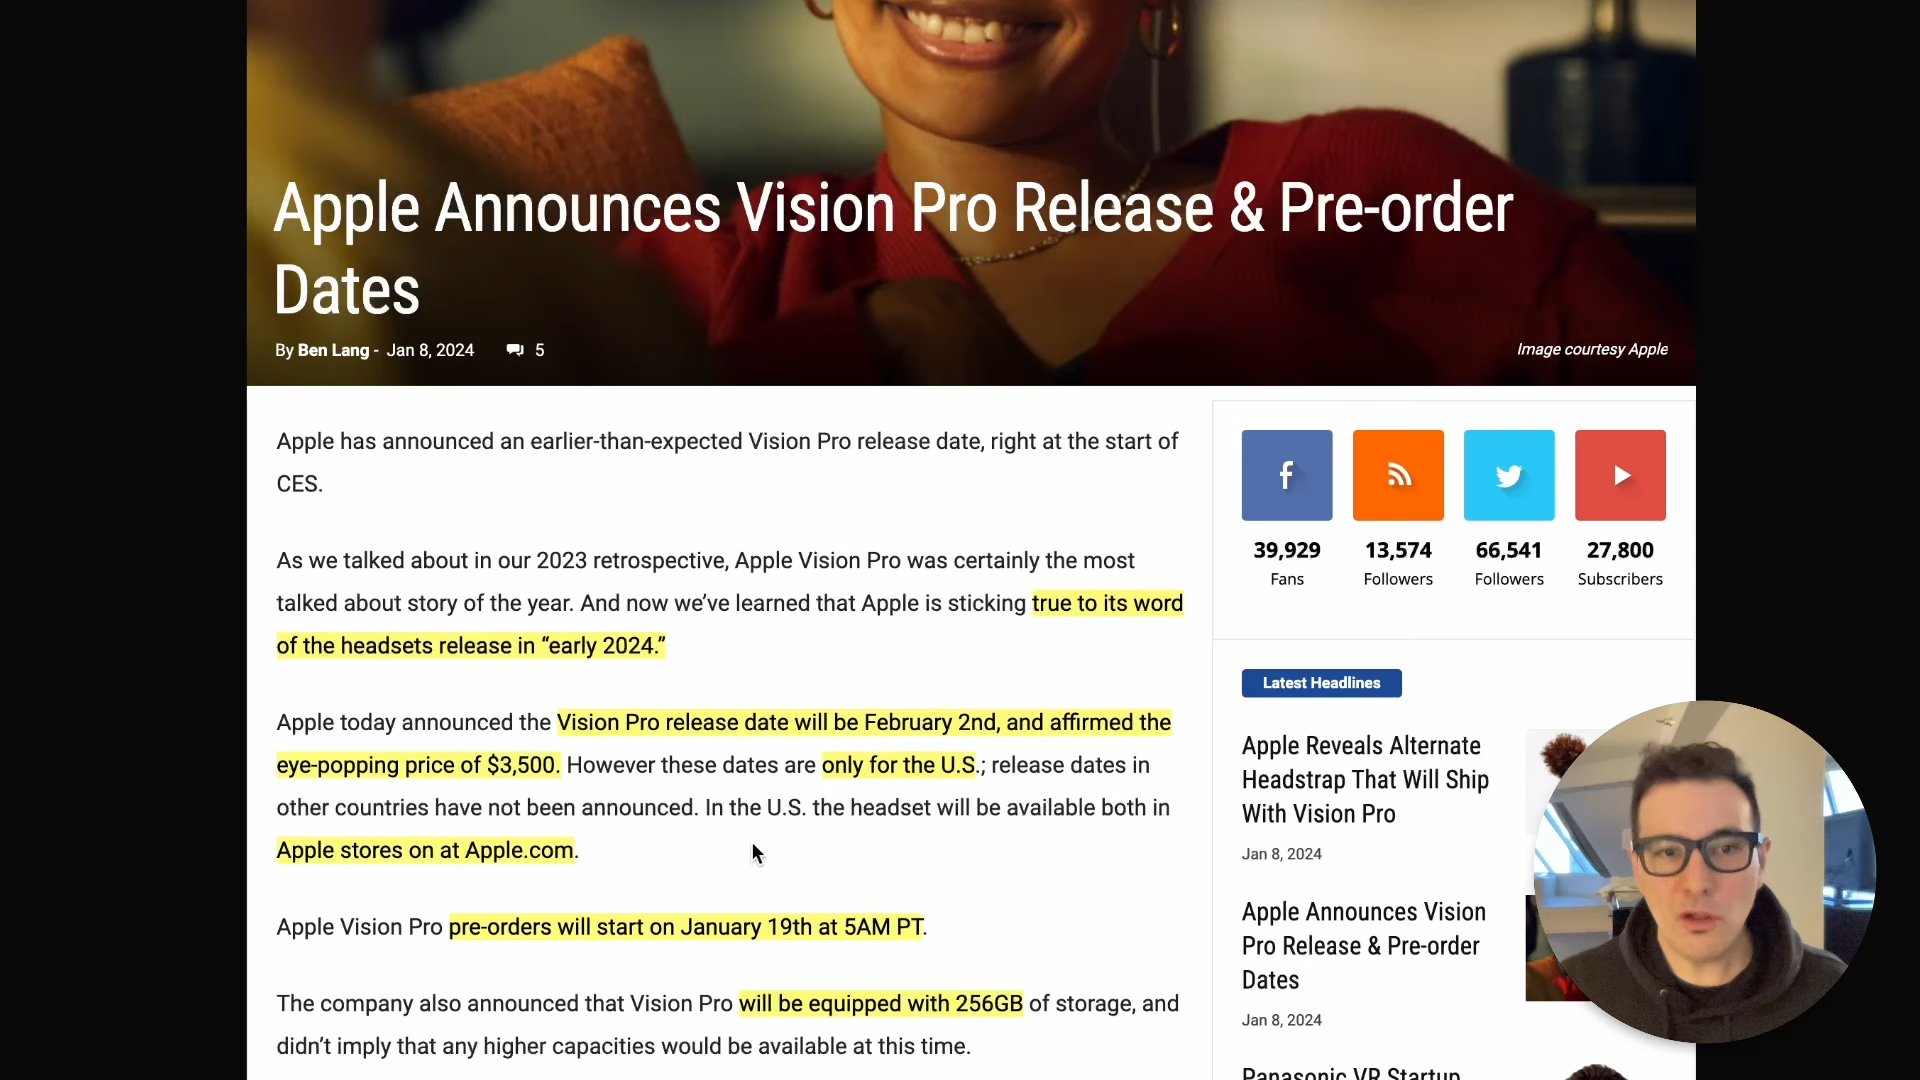 Apple Announces Vision Pro Release & Pre-order
Dates
By Ben Lang - Jan 8, 2024 5
Image courtesy Apple
Apple has announced an earlier-than-expected Vision Pro release date, right at the start of
CES.
As we talked about in our 2023 retrospective, Apple Vision Pro was certainly the most
talked about story of the year. And now we’ve learned that Apple is sticking true to its word
of the headsets release in “early 2024.”
Apple today announced the Vision Pro release date will be February 2nd, and affirmed the
eye-popping price of $3,500. However these dates are only for the U.S.; release dates in
other countries have not been announced. In the U.S. the headset will be available both in
Apple stores on at Apple.com.
Apple Vision Pro pre-orders will start on January 19th at 5AM PT.
The company also announced that Vision Pro will be equipped with 256GB of storage, and
didn’t imply that any higher capacities would be available at this time.
39,929 13,574 66,541 27,800
Fans Followers Followers Subscribers
Latest Headlines
Apple Reveals Alternate
Headstrap That Will Ship
With Vision Pro
Jan 8, 2024
Apple Announces Vision
Pro Release & Pre-order
Dates
Jan 8, 2024
Panasonic VR Startup